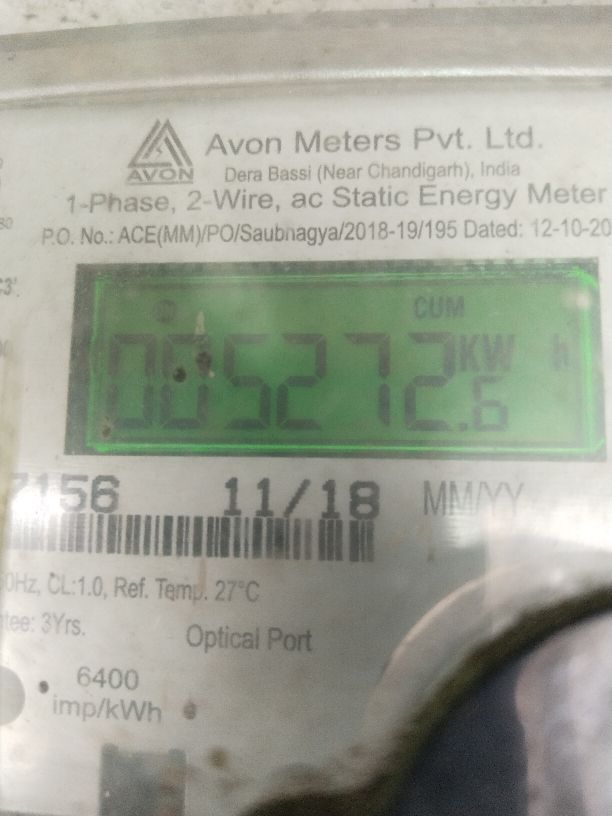 Avon Meters Pvt. Ltd.
AVON
Dera Bassi (Near Chandigarh), India
1-Phase, 2-Wire, ac Static Energy Meter
P.O. No.: ACE(MM)/PO/Saubnagya/2018-19/195 Dated: 12-10-20
CUM
005272.6 KW h
7156 11/18 MM/YY
0Hz, CL:1.0, Ref. Temp. 27°C
tee: 3Yrs.
Optical Port
6400
imp/kWh